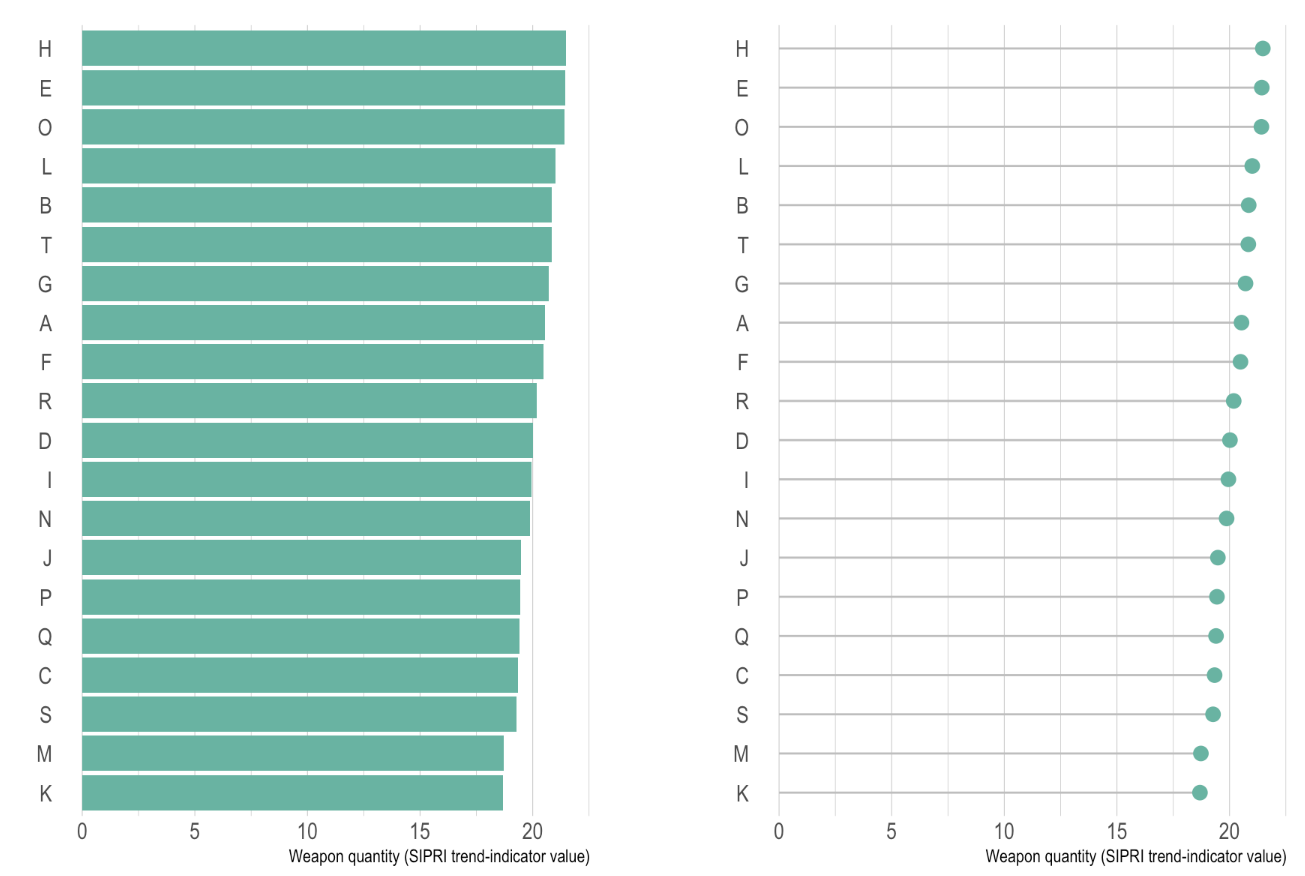 H
E
O
L
B
T
G
A
F
R
D
I
N
J
P
Q
C
S
M
K
0 5 10 15 20
Weapon quantity (SIPRI trend-indicator value)
H
E
O
L
B
T
G
A
F
R
D
I
N
J
P
Q
C
S
M
K
0 5 10 15 20
Weapon quantity (SIPRI trend-indicator value)